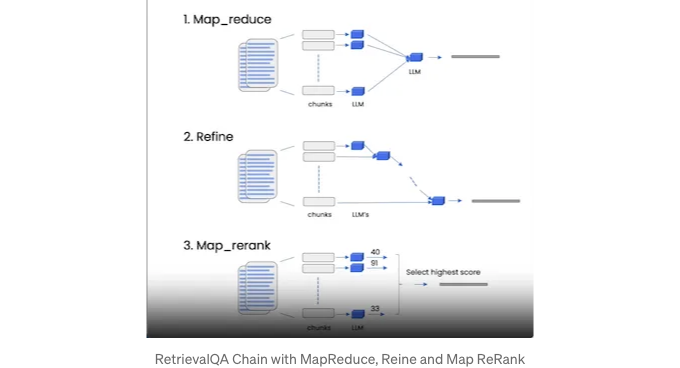 1. Map_reduce
chunks
LLM
LLM
2. Refine
chunks
LLM's
3. Map_rerank
40
91
33
Select highest score
chunks
LLM
RetrievalQA Chain with MapReduce, Reine and Map ReRank